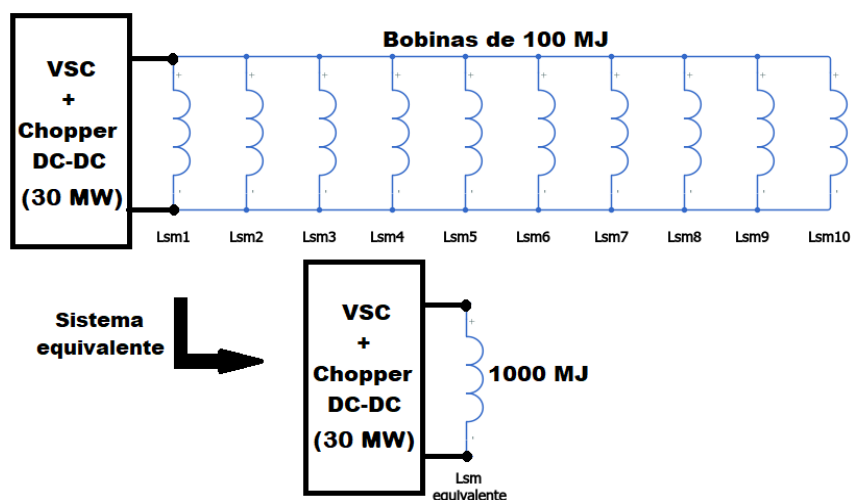 Bobinas de 100 MJ
VSC
+
Chopper
DC-DC
(30 MW)
+ + + + + + + + + +
- - - - - - - - - -
Lsm1 Lsm2 Lsm3 Lsm4 Lsm5 Lsm6 Lsm7 Lsm8 Lsm9 Lsm10
Sistema
equivalente
VSC
+
Chopper
DC-DC
(30 MW)
+
1000 MJ
-
Lsm
equivalente